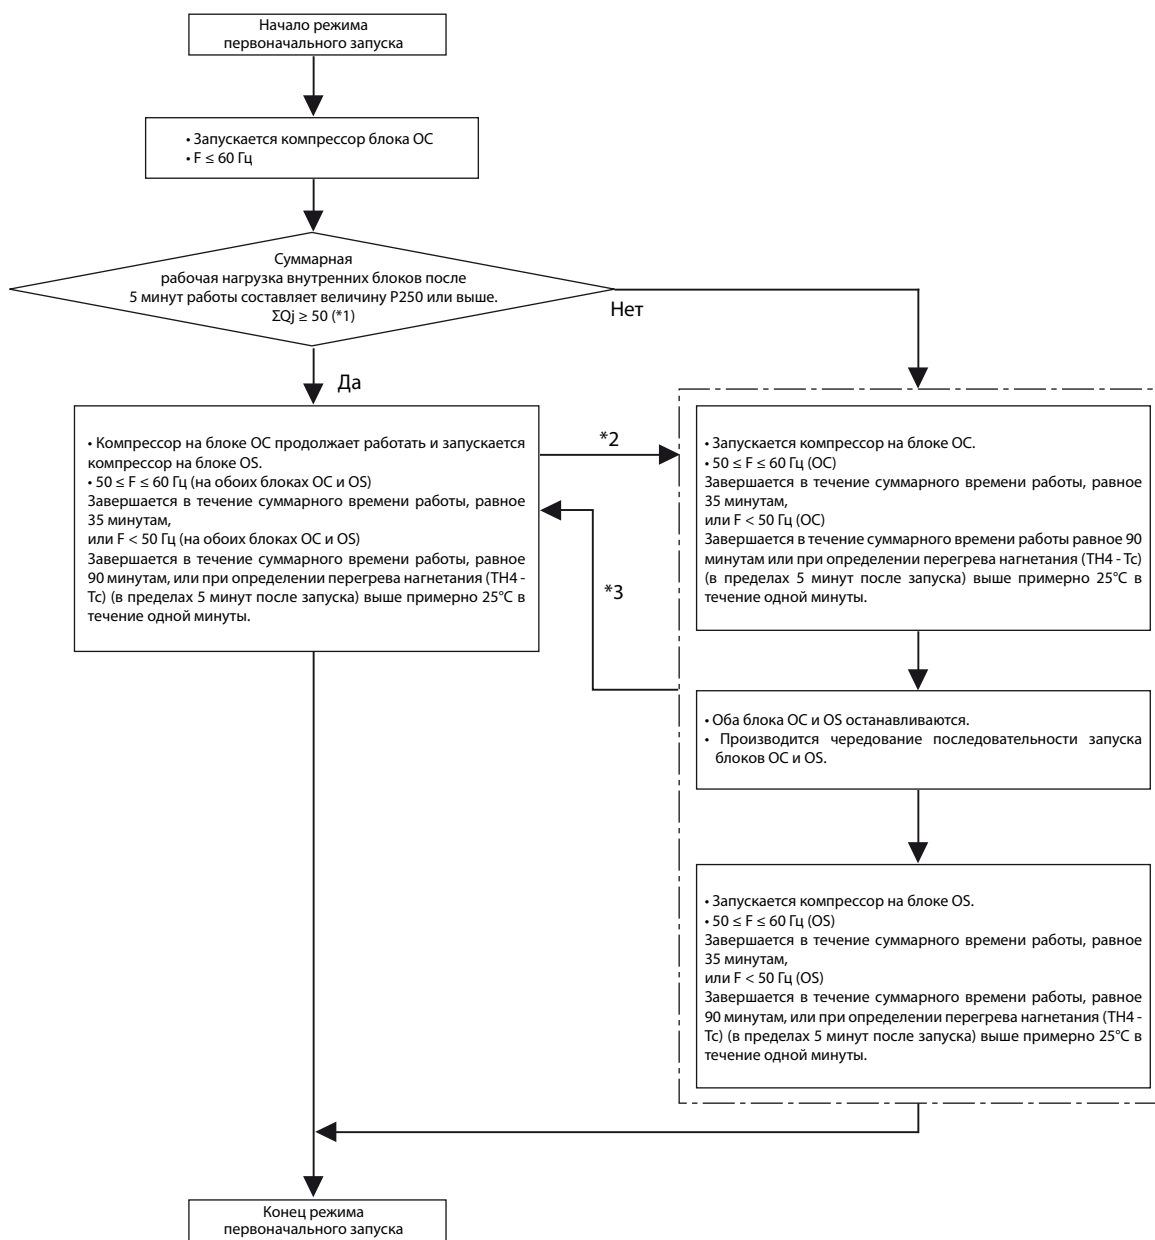 Начало режима
первоначального запуска
• Запускается компрессор блока OC
• F ≤ 60 Гц
Суммарная
рабочая нагрузка внутренних блоков после
5 минут работы составляет величину P250 или выше.
ΣQj ≥ 50 (*1)
Нет
Да
• Компрессор на блоке OC продолжает работать и запускается
компрессор на блоке OS.
• 50 ≤ F ≤ 60 Гц (на обоих блоках OC и OS)
Завершается в течение суммарного времени работы, равное
35 минутам,
или F < 50 Гц (на обоих блоках OC и OS)
Завершается в течение суммарного времени работы, равное
90 минутам, или при определении перегрева нагнетания (TH4 -
Tc) (в пределах 5 минут после запуска) выше примерно 25°C в
течение одной минуты.
*2
*3
• Запускается компрессор на блоке OC.
• 50 ≤ F ≤ 60 Гц (OC)
Завершается в течение суммарного времени работы, равное
35 минутам,
или F < 50 Гц (OC)
Завершается в течение суммарного времени работы равное 90
минутам или при определении перегрева нагнетания (TH4 - Tc)
(в пределах 5 минут после запуска) выше примерно 25°C в
течение одной минуты.
• Оба блока OC и OS останавливаются.
• Производится чередование последовательности запуска
блоков OC и OS.
• Запускается компрессор на блоке OS.
• 50 ≤ F ≤ 60 Гц (OS)
Завершается в течение суммарного времени работы, равное
35 минутам,
или F < 50 Гц (OS)
Завершается в течение суммарного времени работы, равное
90 минутам, или при определении перегрева нагнетания (TH4 -
Tc) (в пределах 5 минут после запуска) выше примерно 25°C в
течение одной минуты.
Конец режима
первоначального запуска